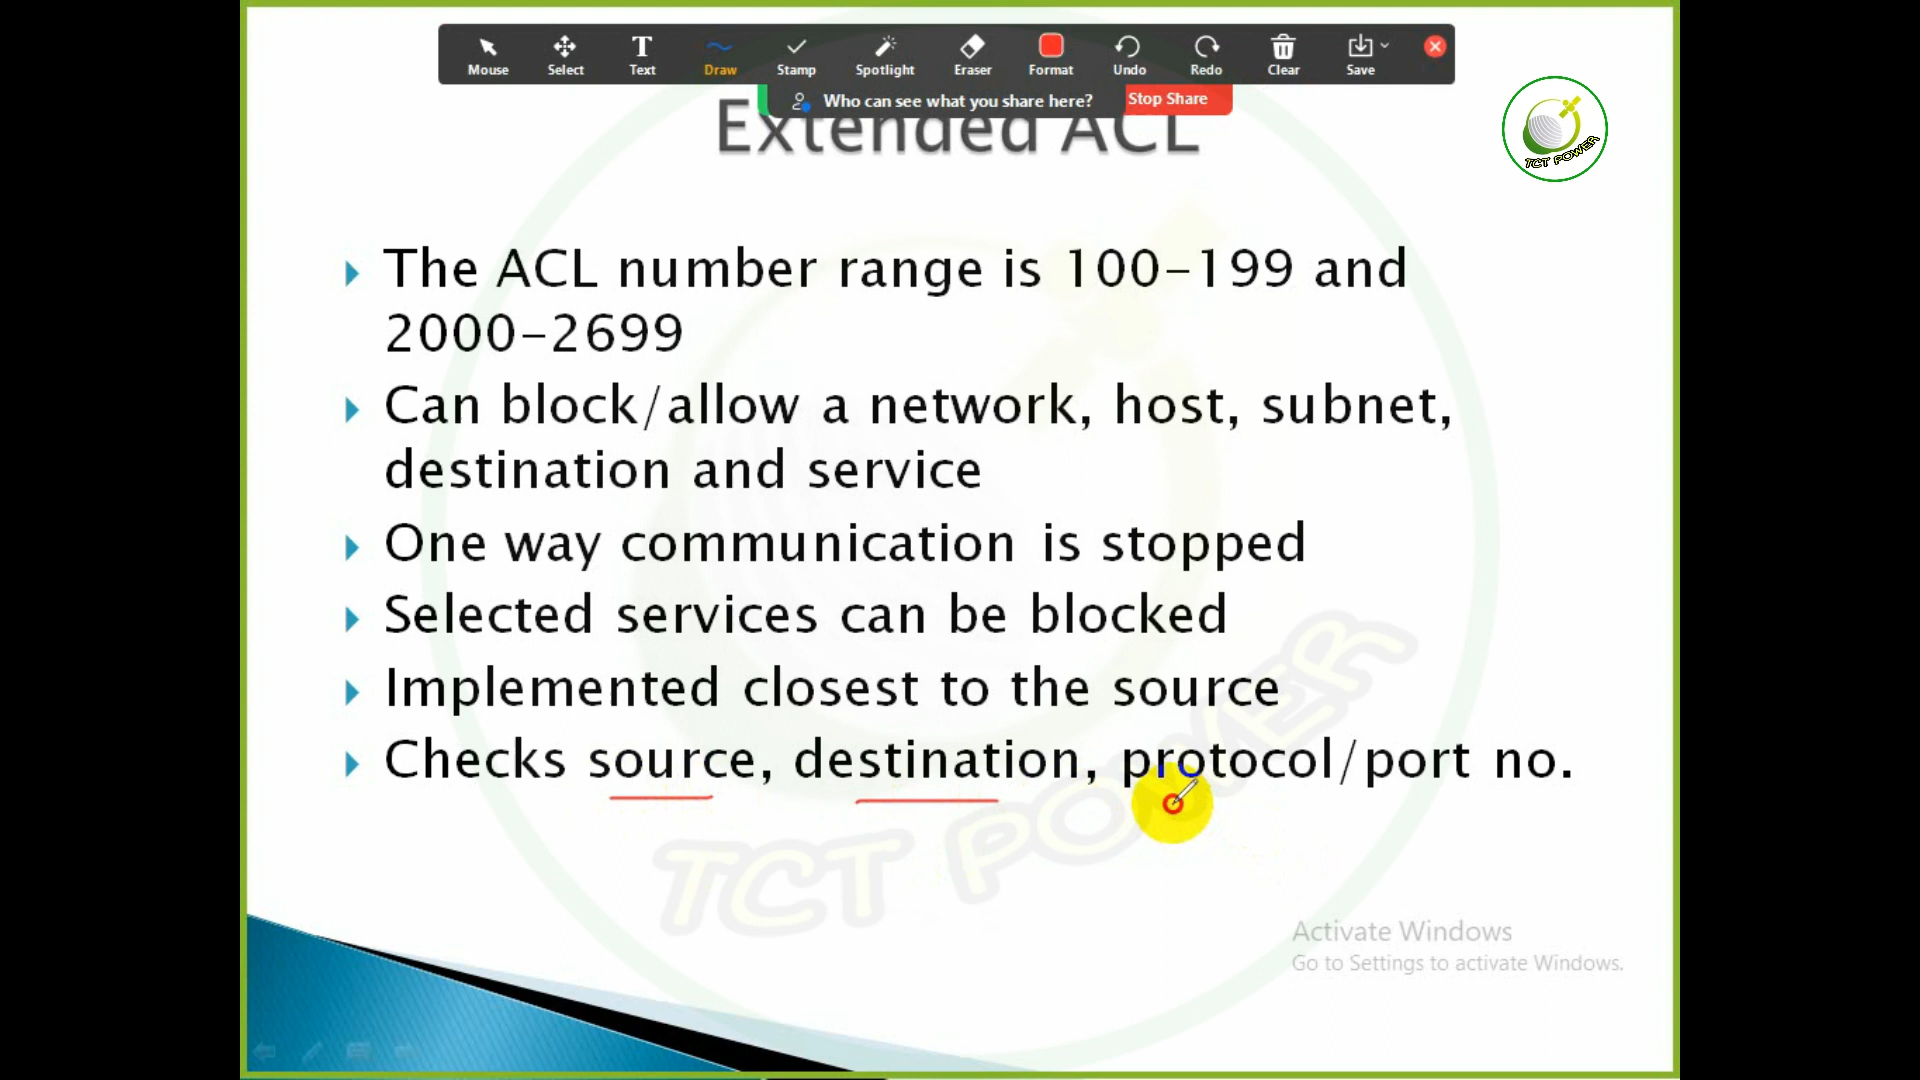 Mouse Select Text Draw Stamp Spotlight Eraser Format Undo Redo Clear Save
Who can see what you share here? Stop Share
Extended ACL
TCT POWER
The ACL number range is 100-199 and
2000-2699
Can block/allow a network, host, subnet,
destination and service
One way communication is stopped
Selected services can be blocked
Implemented closest to the source
Checks source, destination, protocol/port no.
TCT POWER
Activate Windows
Go to Settings to activate Windows.